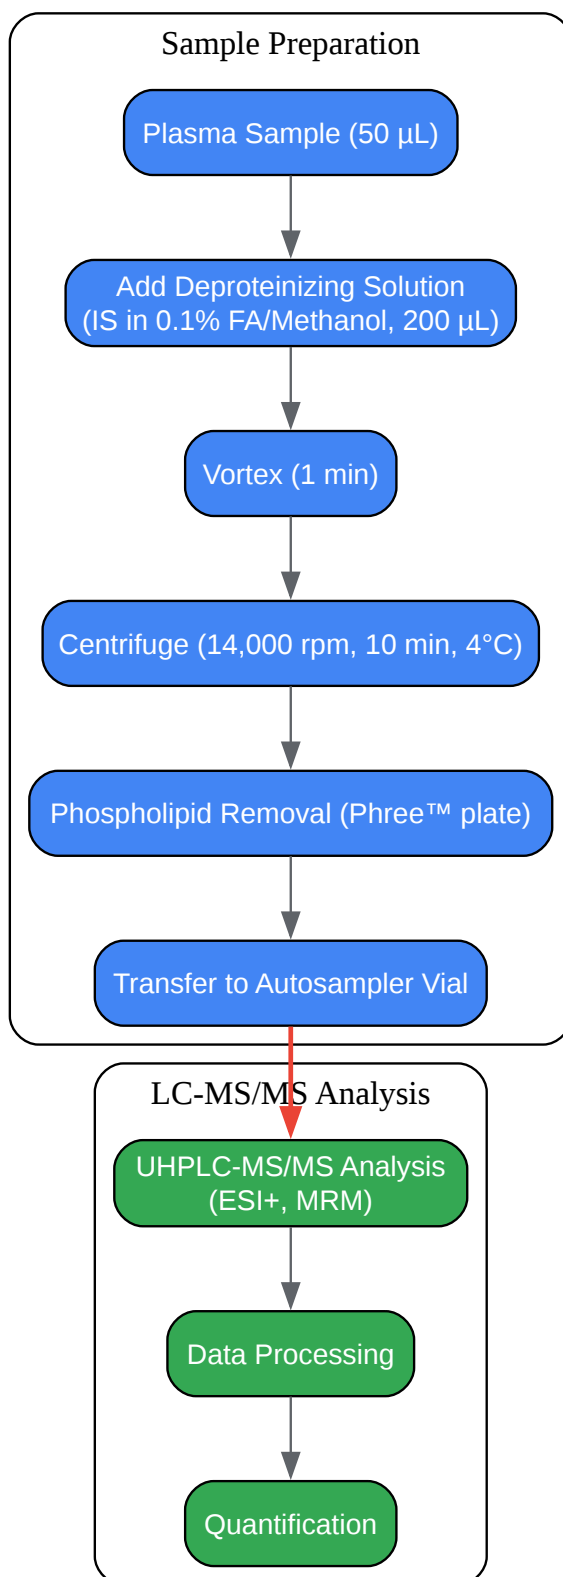 Sample Preparation
Plasma Sample (50 µL)
Add Deproteinizing Solution
(IS in 0.1% FA/Methanol, 200 µL)
Vortex (1 min)
Centrifuge (14,000 rpm, 10 min, 4°C)
Phospholipid Removal (Phree™ plate)
Transfer to Autosampler Vial
LC-MS/MS Analysis
UHPLC-MS/MS Analysis
(ESI+, MRM)
Data Processing
Quantification